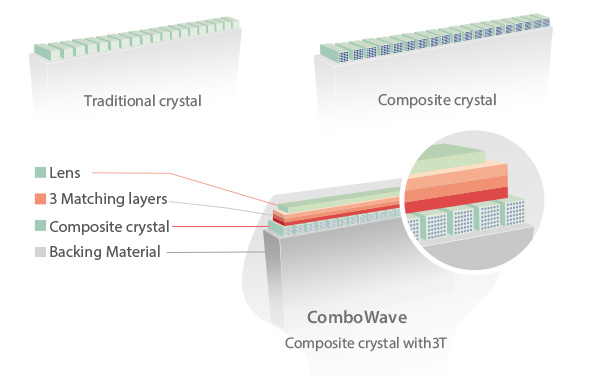 Traditional crystal
Composite crystal
Lens
3 Matching layers
Composite crystal
Backing Material
ComboWave
Composite crystal with3T